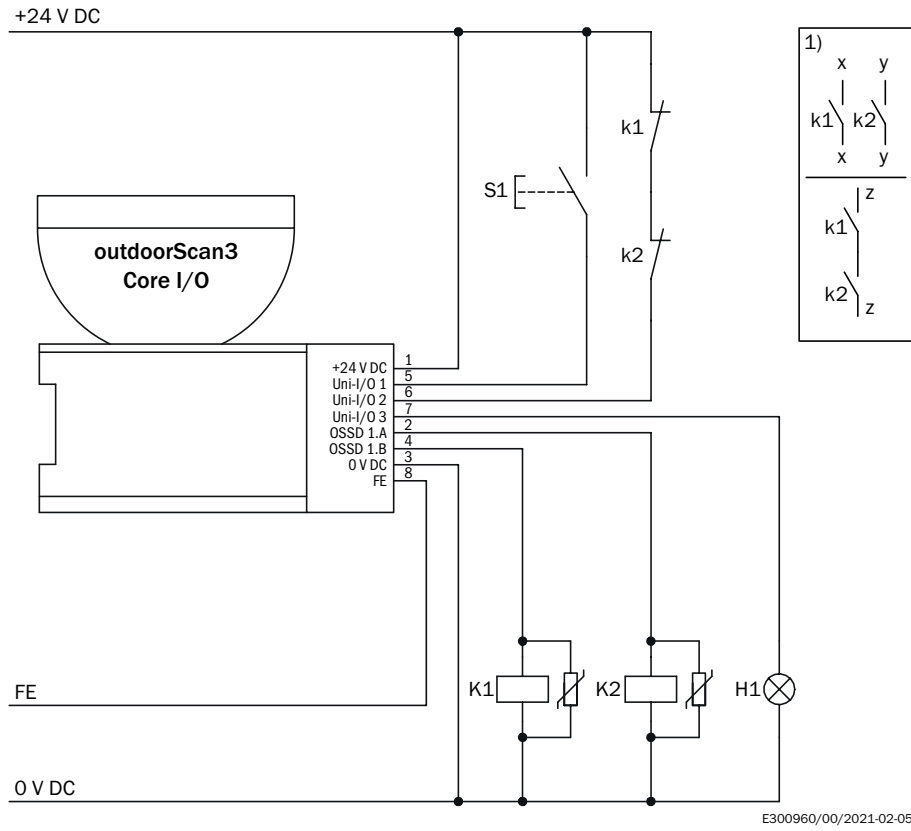 +24 V DC
1)
x y
k1 k2
x y
z
k1
k2
z
k1
S1
k2
outdoorScan3
Core I/O
+24 V DC 1
Uni-I/O 1 5
Uni-I/O 2 6
Uni-I/O 3 7
OSSD 1.A 2
OSSD 1.B 4
0 V DC 3
FE 8
K1
K2
H1
FE
0 V DC
E300960/00/2021-02-05